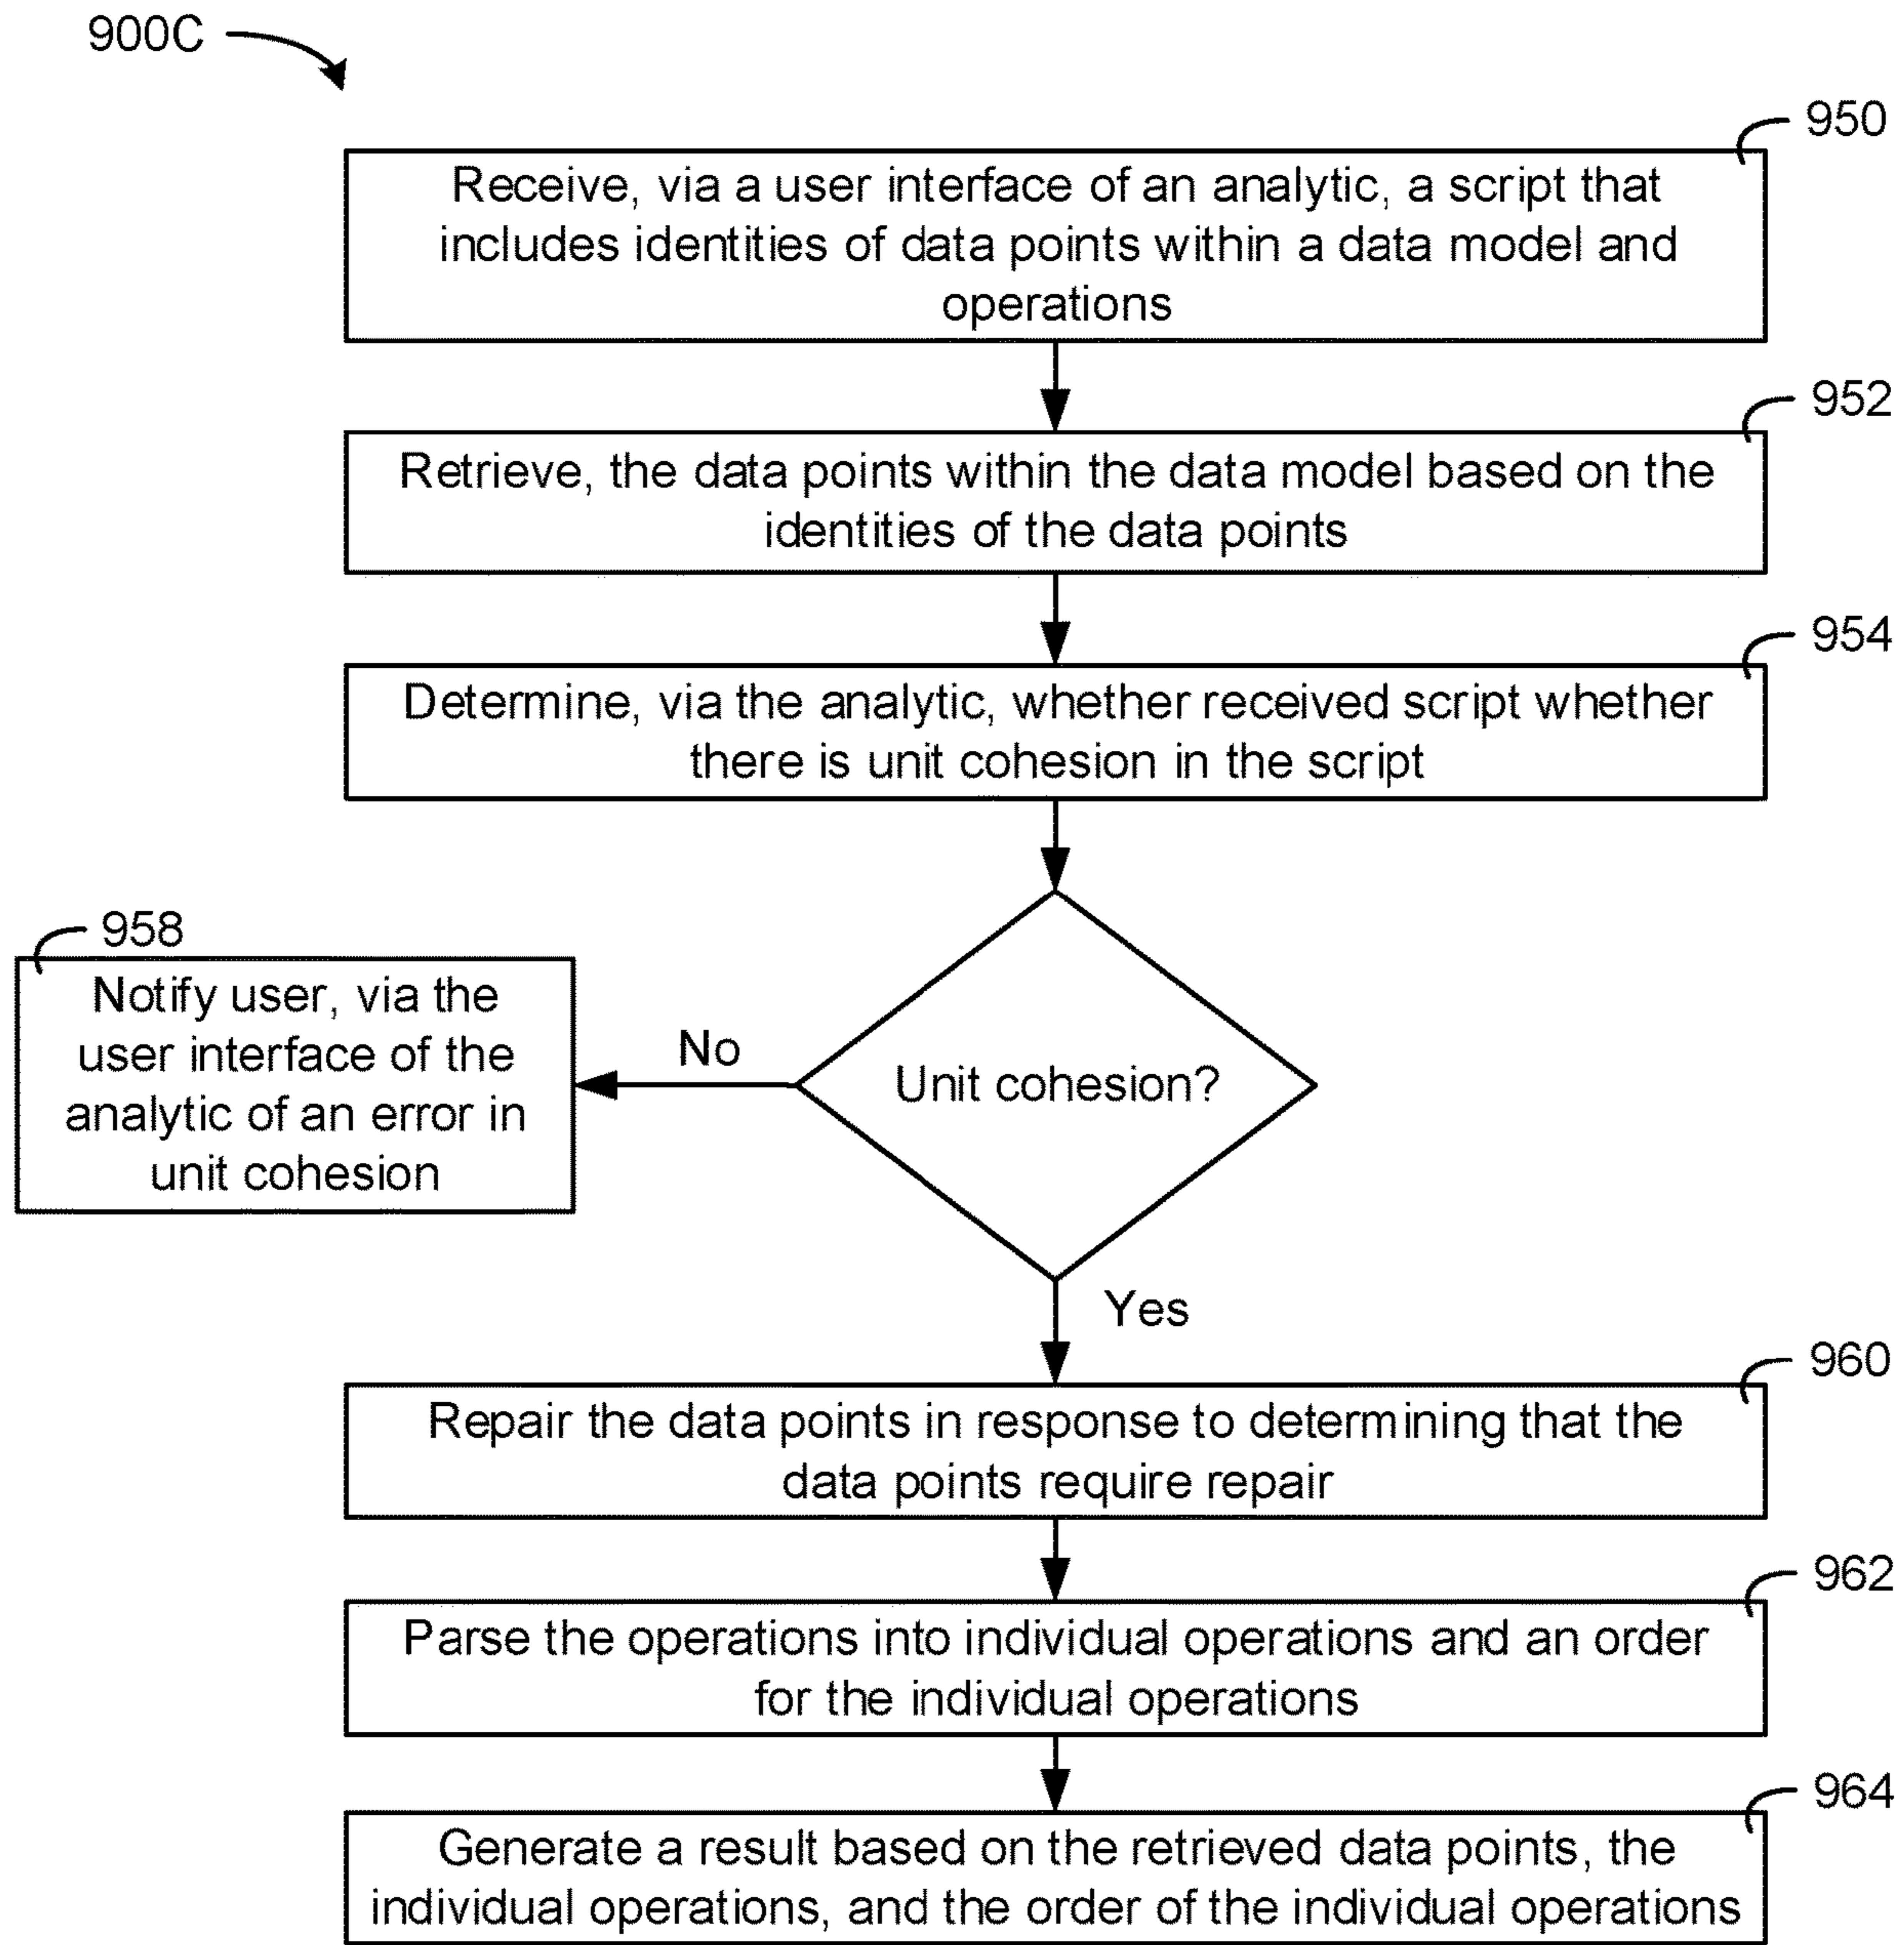 900C
950
Receive, via a user interface of an analytic, a script that
includes identities of data points within a data model and
operations
952
Retrieve, the data points within the data model based on the
identities of the data points
954
Determine, via the analytic, whether received script whether
there is unit cohesion in the script
958
Notify user, via the
user interface of the
analytic of an error in
unit cohesion
No
Unit cohesion?
Yes
960
Repair the data points in response to determining that the
data points require repair
962
Parse the operations into individual operations and an order
for the individual operations
964
Generate a result based on the retrieved data points, the
individual operations, and the order of the individual operations